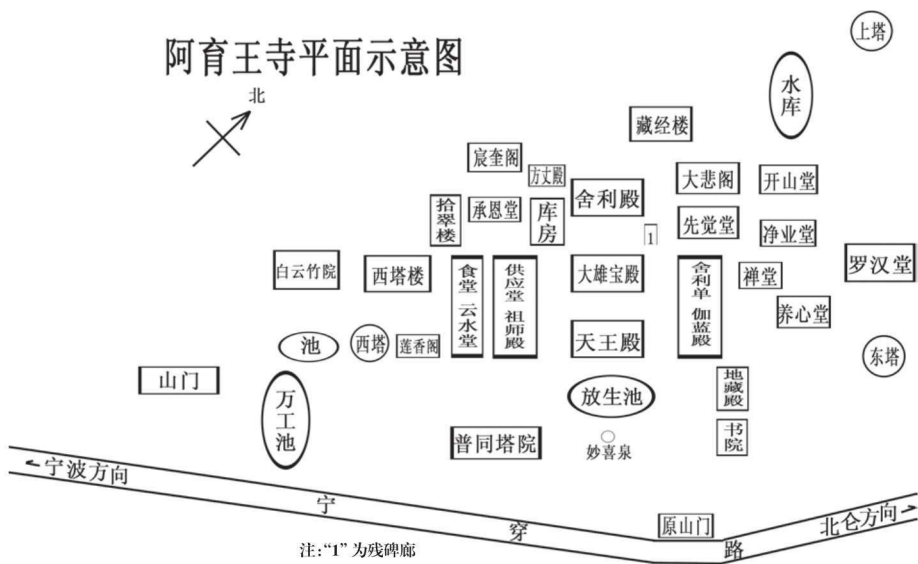 阿育王寺平面示意图
北
上塔
水库
藏经楼
宸奎阁
方丈殿
大悲阁
开山堂
舍利殿
拾翠楼
承恩堂
库房
先觉堂
1
净业堂
白云竹院
西塔楼
食堂 云水堂
供应堂 祖师殿
大雄宝殿
舍利单 伽蓝殿
禅堂
罗汉堂
养心堂
池
西塔
莲香阁
天王殿
东塔
山门
万工池
放生池
地藏殿
书院
普同塔院
妙喜泉
宁波方向
宁穿路
原山门
北仑方向
注:“1”为残碑廊